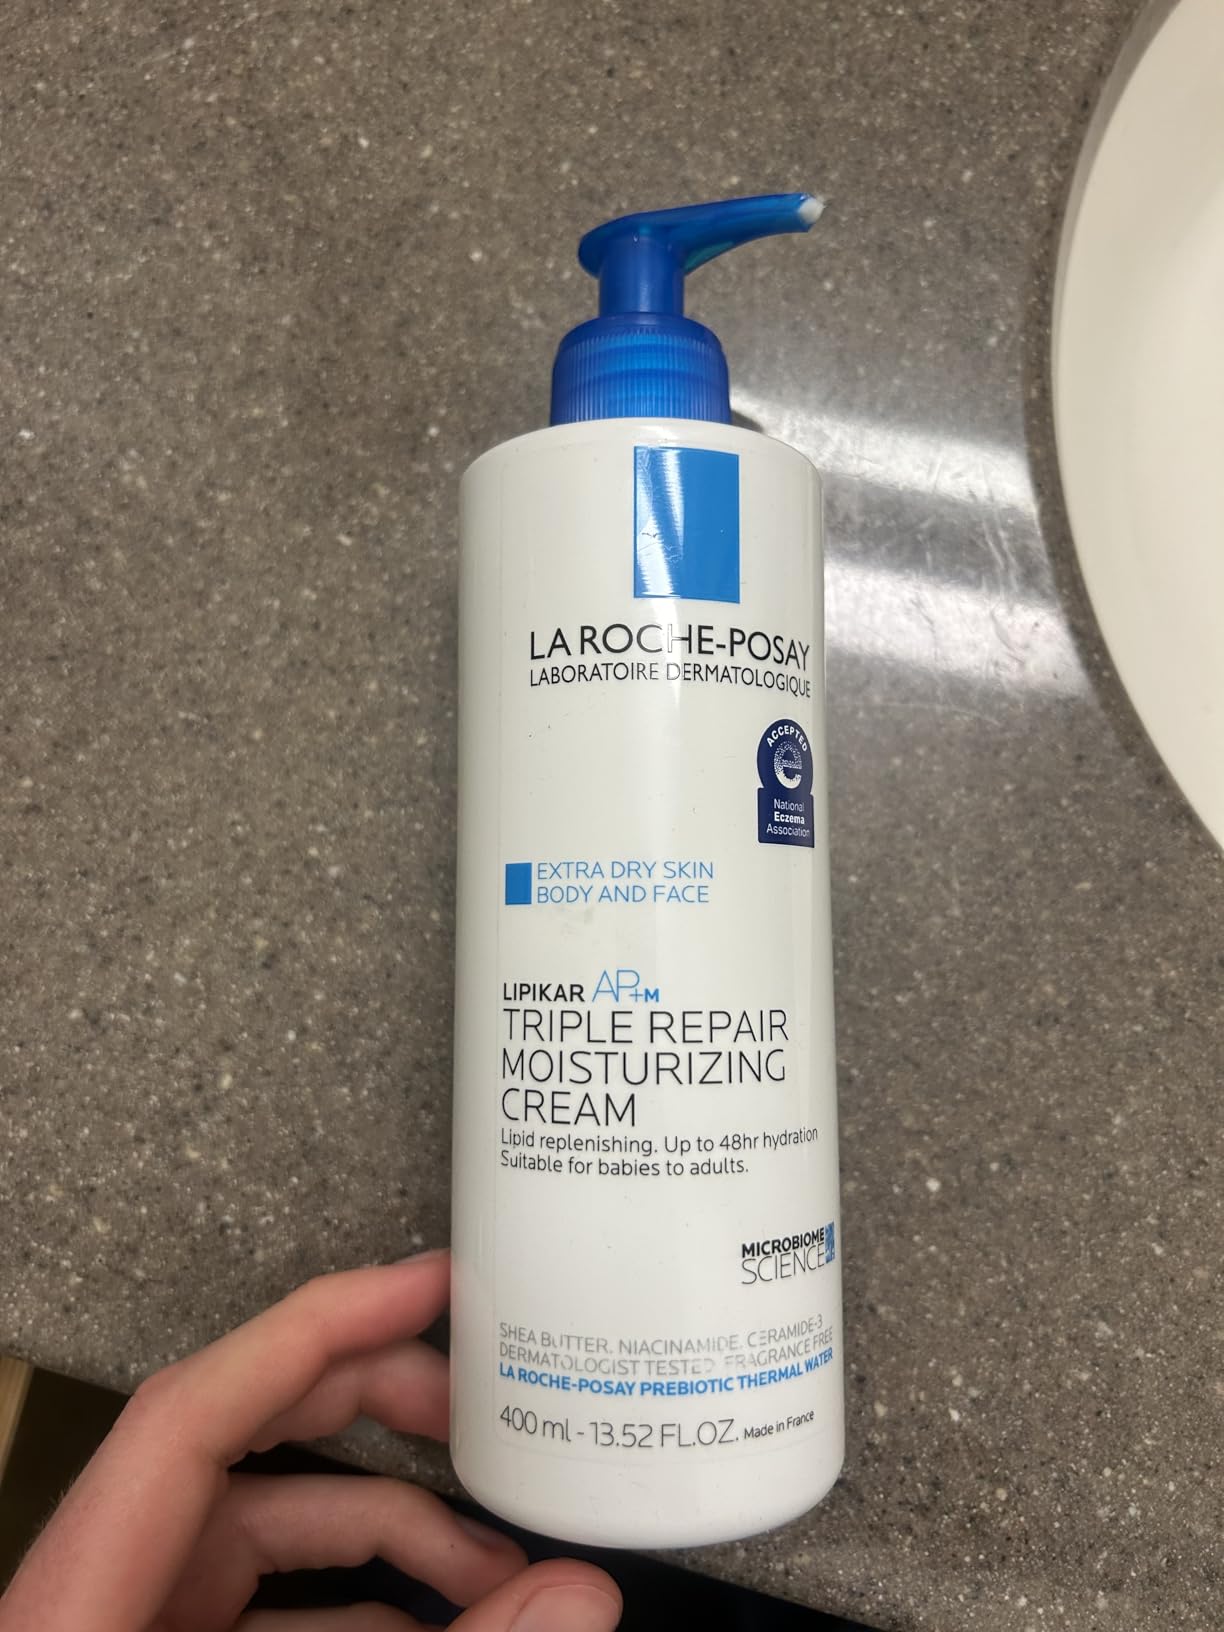 LA ROCHE-POSAY
LABORATOIRE DERMATOLOGIQUE
ACCEPTED
e
National
Eczema
Association
EXTRA DRY SKIN
BODY AND FACE
LIPIKAR AP+M
TRIPLE REPAIR
MOISTURIZING
CREAM
Lipid replenishing. Up to 48hr hydration
Suitable for babies to adults.
MICROBIOME
SCIENCE
SHEA BUTTER. NIACINAMIDE. CERAMIDE-3
DERMATOLOGIST TESTED FRAGRANCE FREE
LA ROCHE-POSAY PREBIOTIC THERMAL WATER
400 ml - 13.52 FL.OZ. Made in France